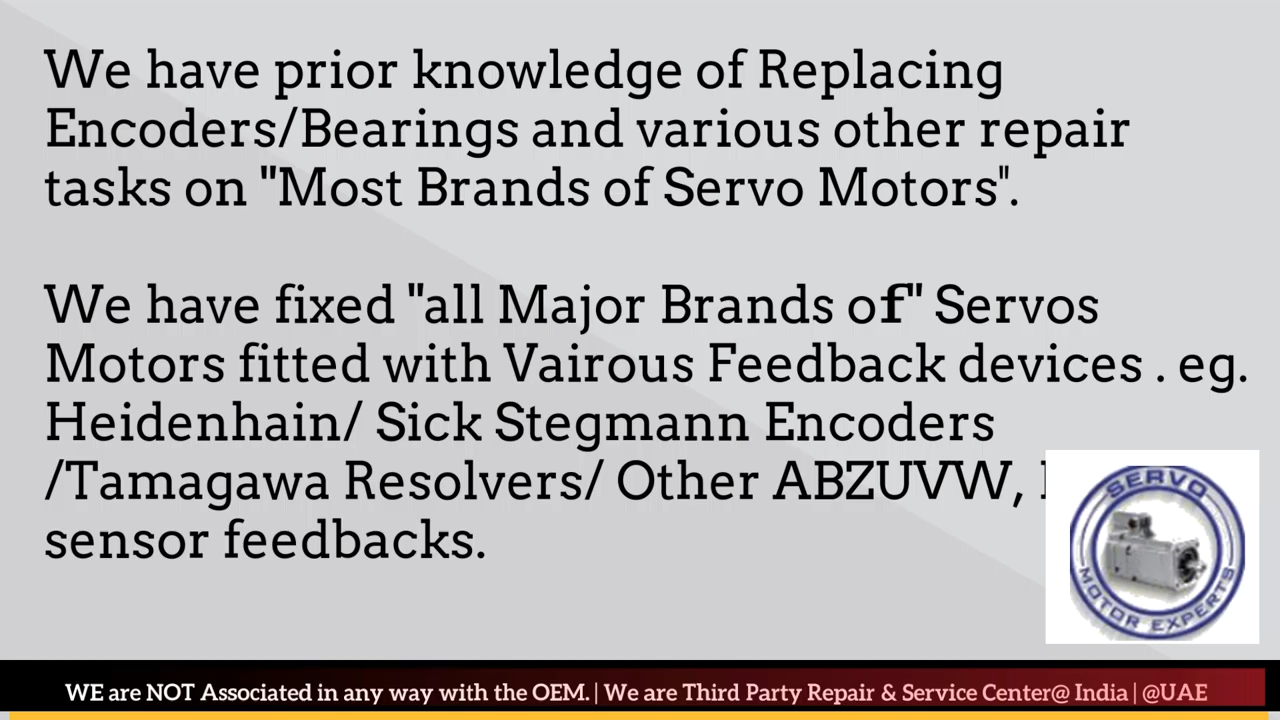 We have prior knowledge of Replacing
Encoders/Bearings and various other repair
tasks on "Most Brands of Servo Motors".
We have fixed "all Major Brands of" Servos
Motors fitted with Vairous Feedback devices . eg.
Heidenhain/ Sick Stegmann Encoders
/Tamagawa Resolvers/ Other ABZUVW,
sensor feedbacks.
SERVO
MOTOR EXPERTS
WE are NOT Associated in any way with the OEM. | We are Third Party Repair & Service Center@ India | @UAE